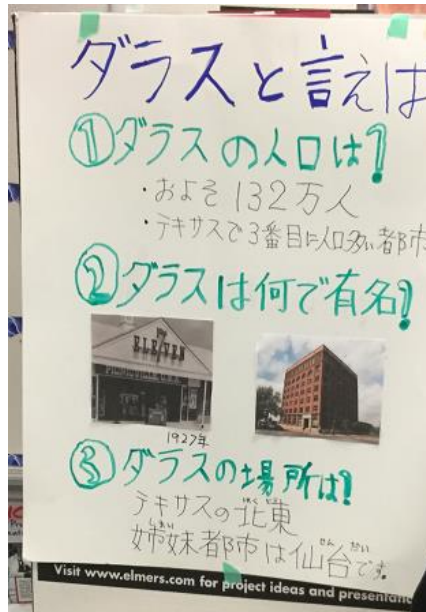 ダラスと言えば
①ダラスの人口は?
・およそ132万人
・テキサスで3番目に人口多い都市
②ダラスは何で有名?
ELEVEN
1927年
③ダラスの場所は?
テキサスの北東
姉妹都市は仙台です。
Visit www.elmers.com for project ideas and presentation